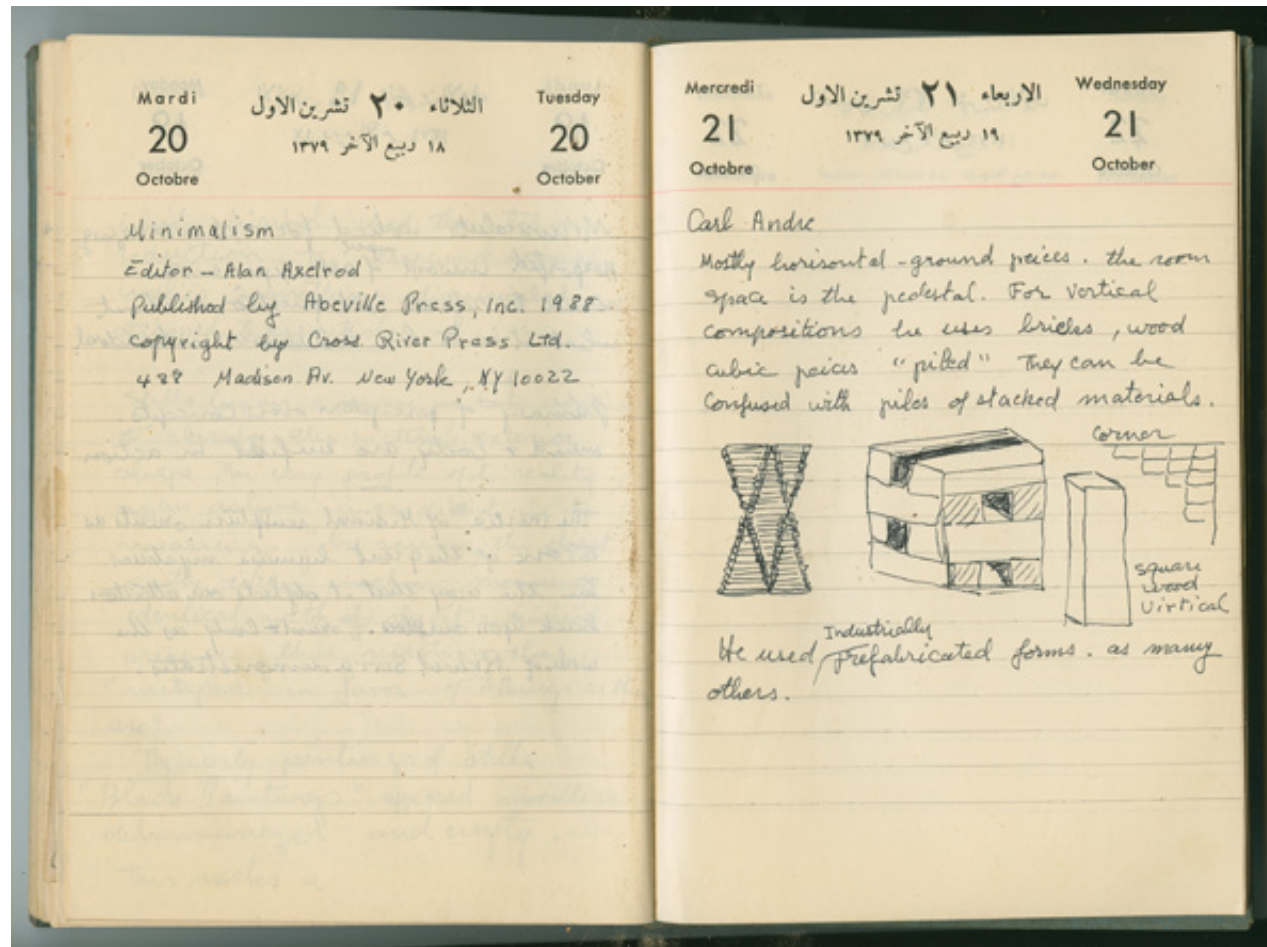 Mardi
20
Octobre
الثلاثاء ٢٠ تشرين الاول
١٨ ربيع الآخر ١٣٧٩
Tuesday
20
October
Minimalism
Editor - Alan Axelrod
Published by Abeville Press, Inc. 1988.
copyright by Cross River Press Ltd.
488 Madison Av. New York, NY 10022
Mercredi
21
Octobre
الاربعاء ٢١ تشرين الاول
١٩ ربيع الآخر ١٣٧٩
Wednesday
21
October
Carl Andre
Mostly horisontal - ground peices. the room
space is the pedestal. For vertical
compositions he uses bricks, wood
cubic peices "piled" They can be
confused with piles of stacked materials.
corner
square
wood
virtical
Industrially
He used prefabricated forms. as many
others.